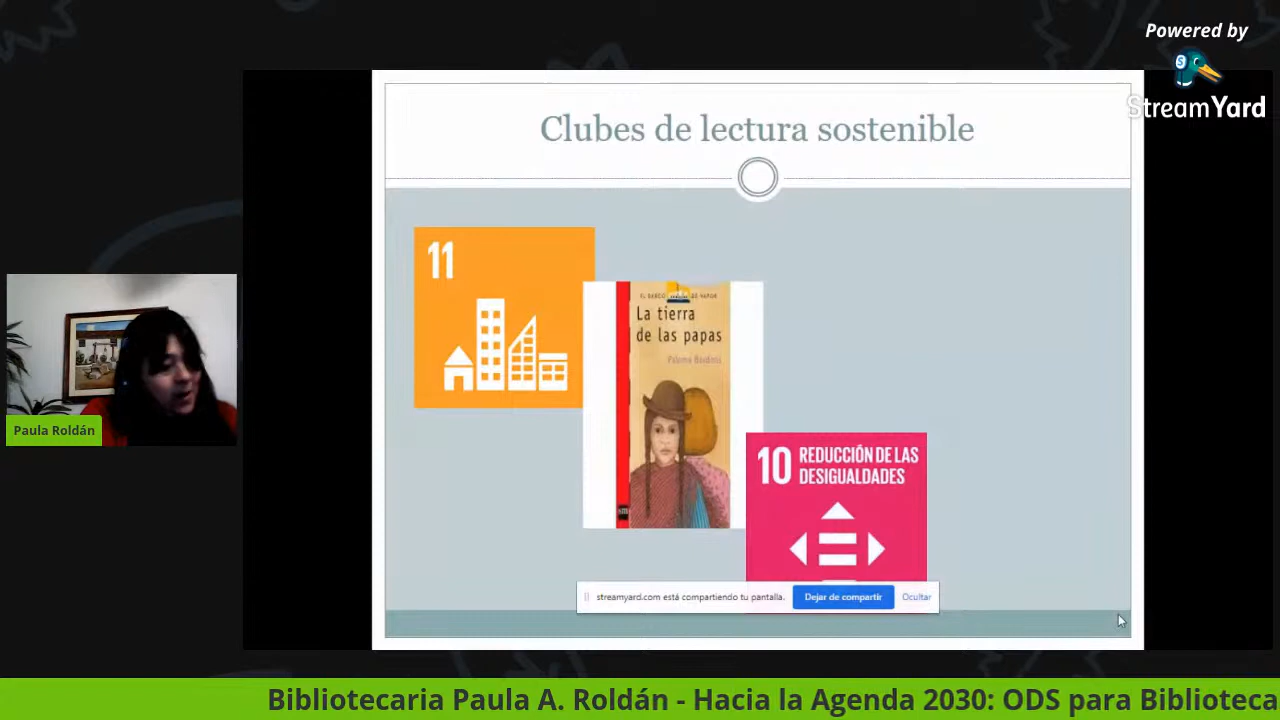 Powered by
StreamYard
Clubes de lectura sostenible
11
EL BARCO DE VAPOR
La tierra
de las papas
Paloma Bordons
sm
10 REDUCCIÓN DE LAS
DESIGUALDADES
streamyard.com está compartiendo tu pantalla.
Dejar de compartir
Ocultar
Paula Roldán
Bibliotecaria Paula A. Roldán - Hacia la Agenda 2030: ODS para Biblioteca